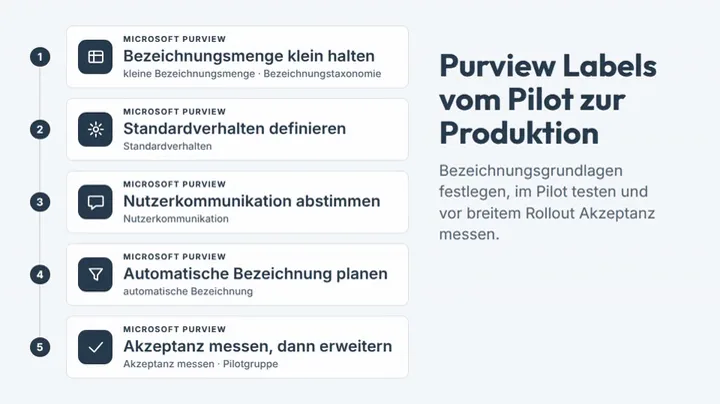 1
MICROSOFT PURVIEW
Bezeichnungsmenge klein halten
kleine Bezeichnungsmenge · Bezeichnungstaxonomie
2
MICROSOFT PURVIEW
Standardverhalten definieren
Standardverhalten
3
MICROSOFT PURVIEW
Nutzerkommunikation abstimmen
Nutzerkommunikation
4
MICROSOFT PURVIEW
Automatische Bezeichnung planen
automatische Bezeichnung
5
MICROSOFT PURVIEW
Akzeptanz messen, dann erweitern
Akzeptanz messen · Pilotgruppe
Purview Labels
vom Pilot zur
Produktion
Bezeichnungsgrundlagen
festlegen, im Pilot testen und
vor breitem Rollout Akzeptanz
messen.